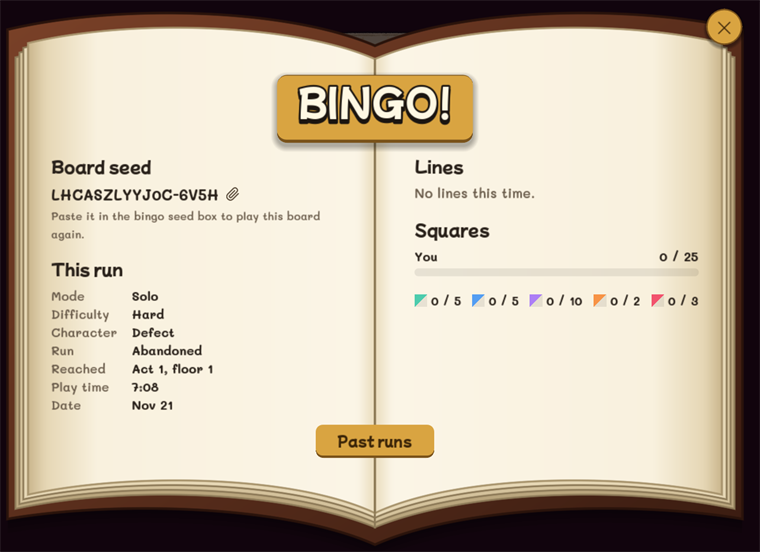 BINGO!
Board seed
LHCASZLYYJ0C-6V5H
Paste it in the bingo seed box to play this board
again.
This run
Mode Solo
Difficulty Hard
Character Defect
Run Abandoned
Reached Act 1, floor 1
Play time 7:08
Date Nov 21
Lines
No lines this time.
Squares
You 0 / 25
0 / 5 0 / 5 0 / 10 0 / 2 0 / 3
Past runs